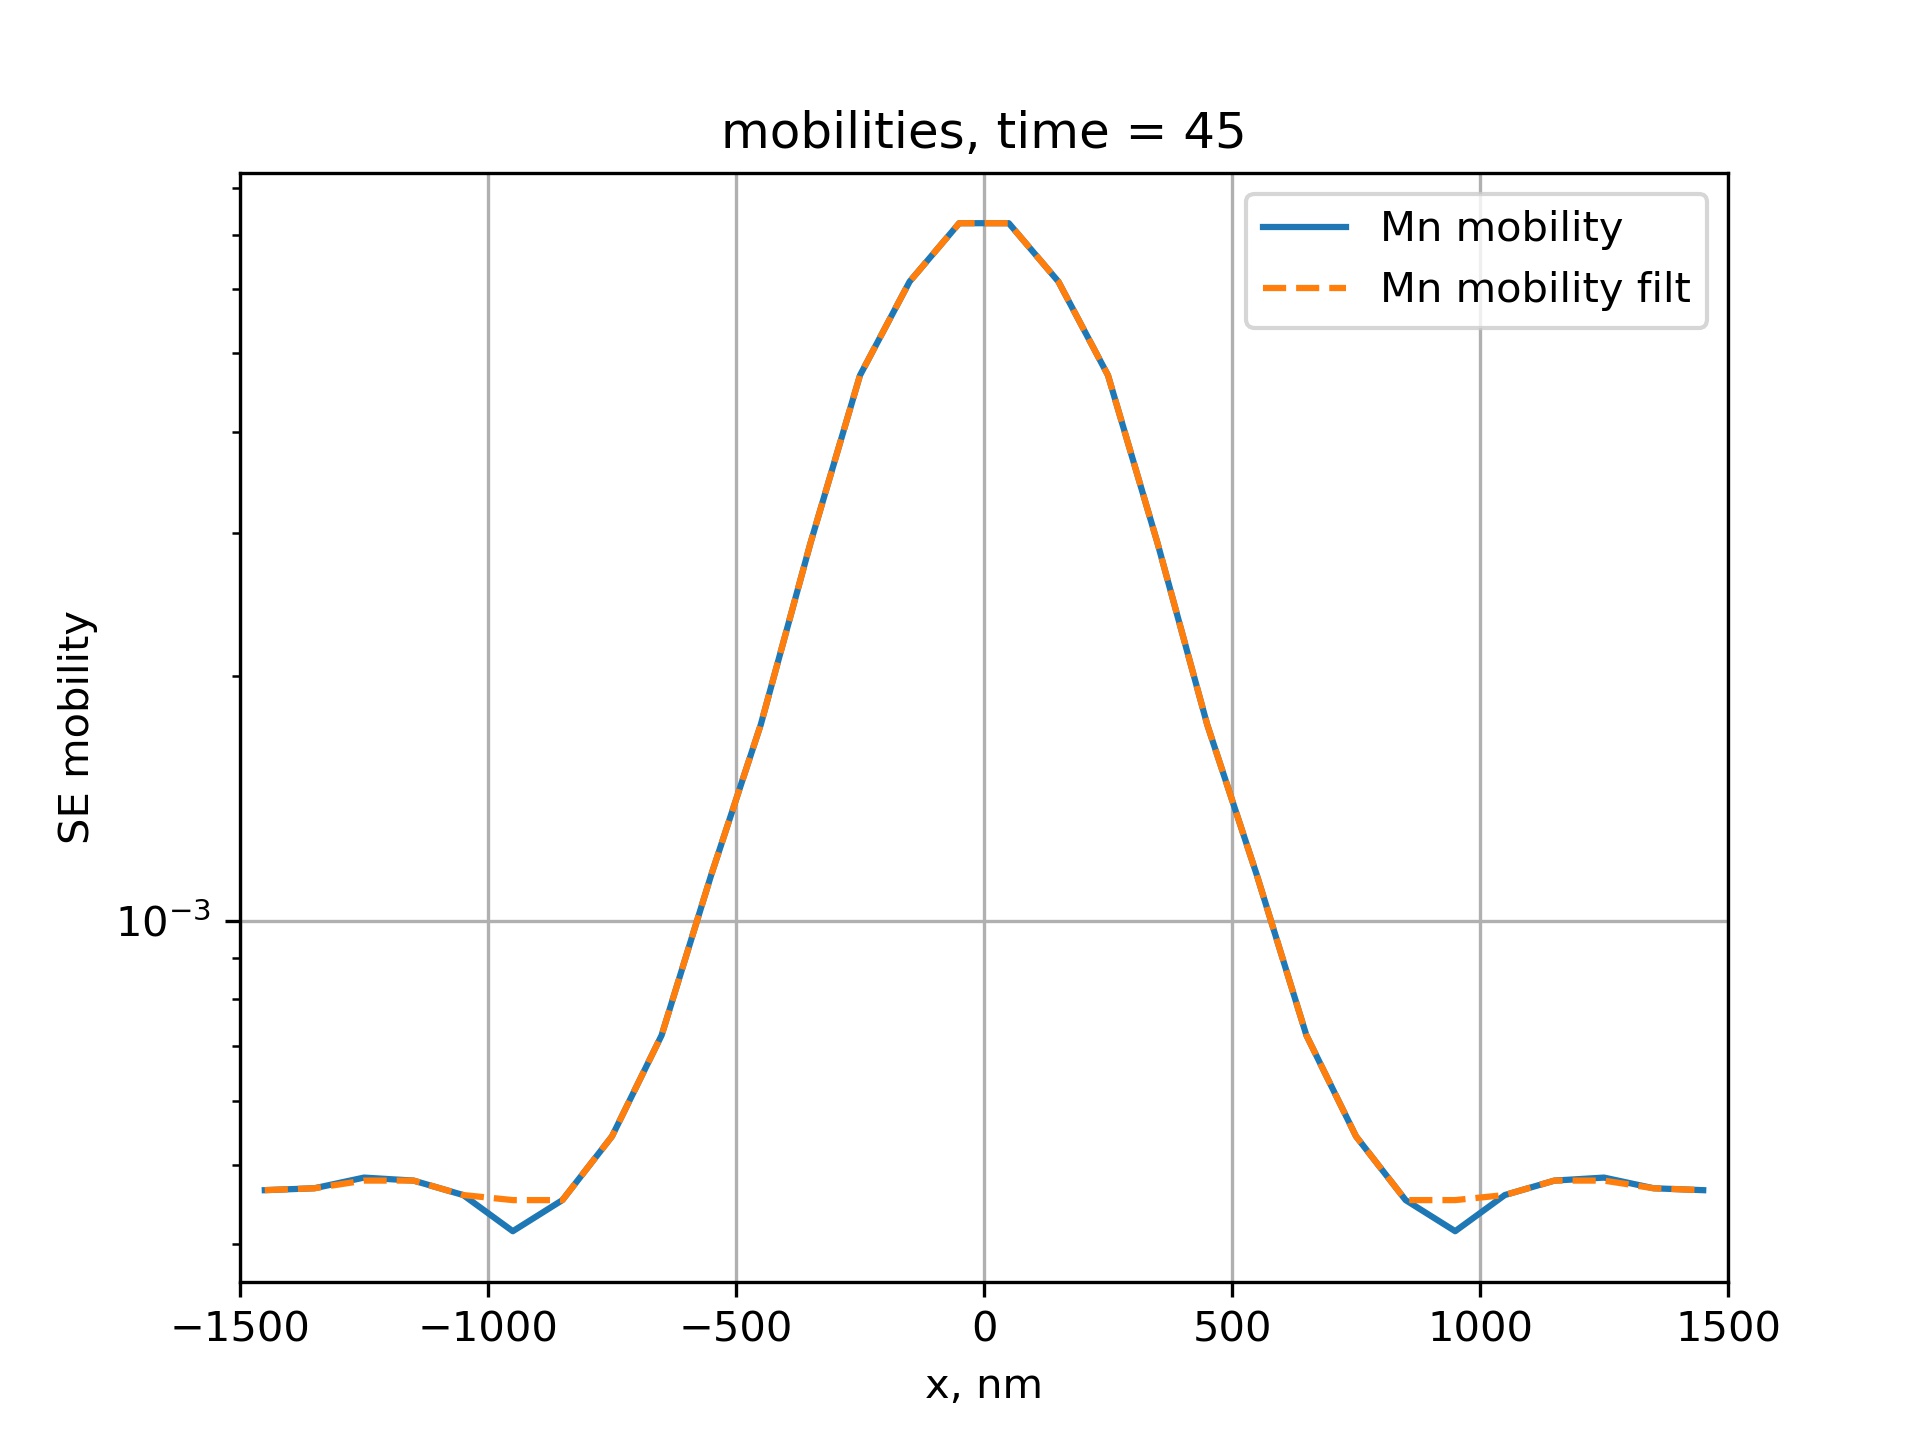 mobilities, time = 45
Mn mobility
Mn mobility filt
SE mobility
10⁻³
−1500
−1000
−500
0
500
1000
1500
x, nm